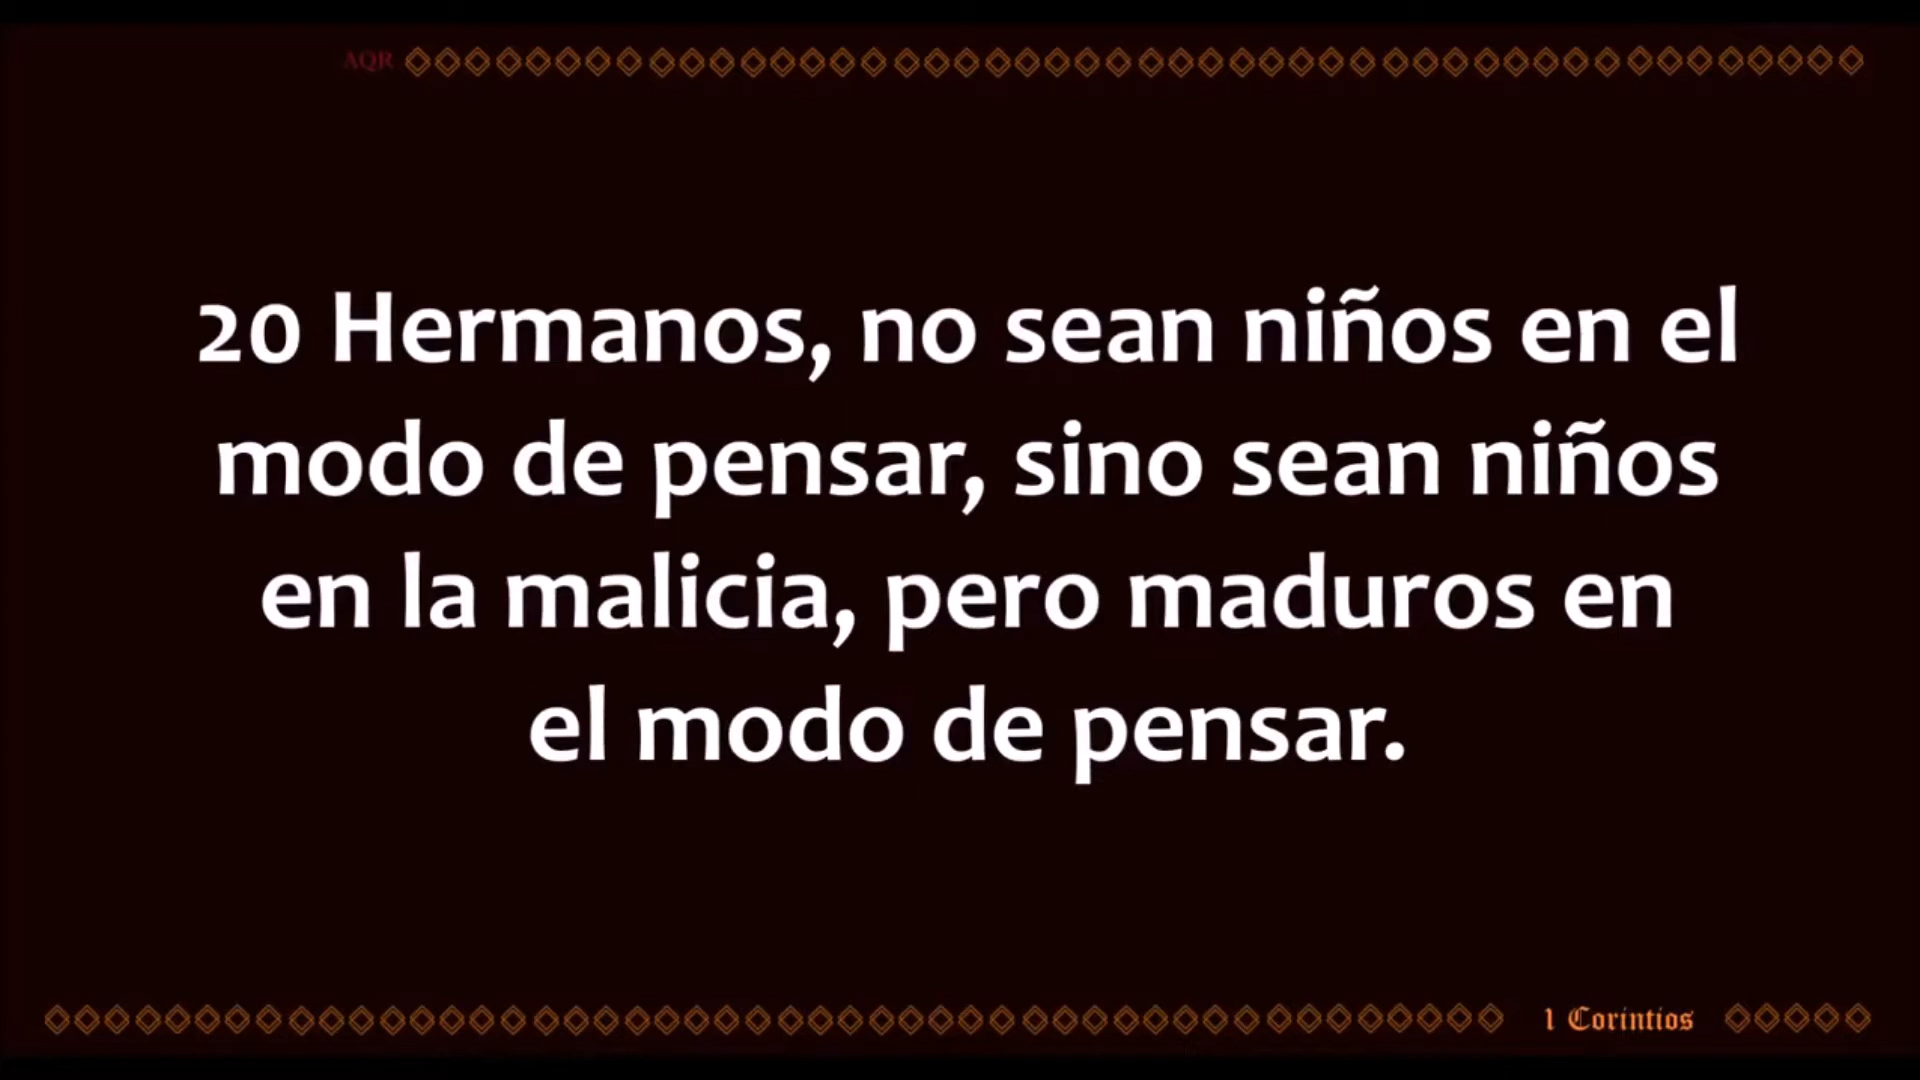 AQR
20 Hermanos, no sean niños en el
modo de pensar, sino sean niños
en la malicia, pero maduros en
el modo de pensar.
1 Corintios